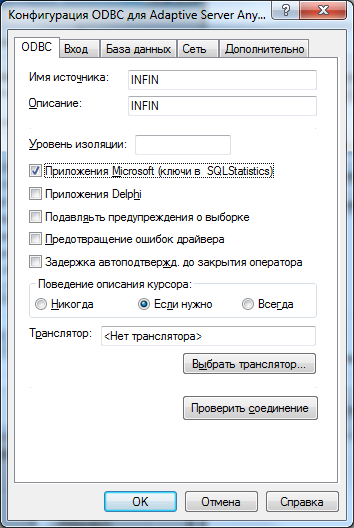 Конфигурация ODBC для Adaptive Server Any...
ODBC Вход База данных Сеть Дополнительно
Имя источника: INFIN
Описание: INFIN
Уровень изоляции:
Приложения Microsoft (ключи в SQLStatistics)
Приложения Delphi
Подавлять предупреждения о выборке
Предотвращение ошибок драйвера
Задержка автоподтвержд. до закрытия оператора
Поведение описания курсора:
Никогда Если нужно Всегда
Транслятор: <Нет транслятора>
Выбрать транслятор...
Проверить соединение
OK Отмена Справка